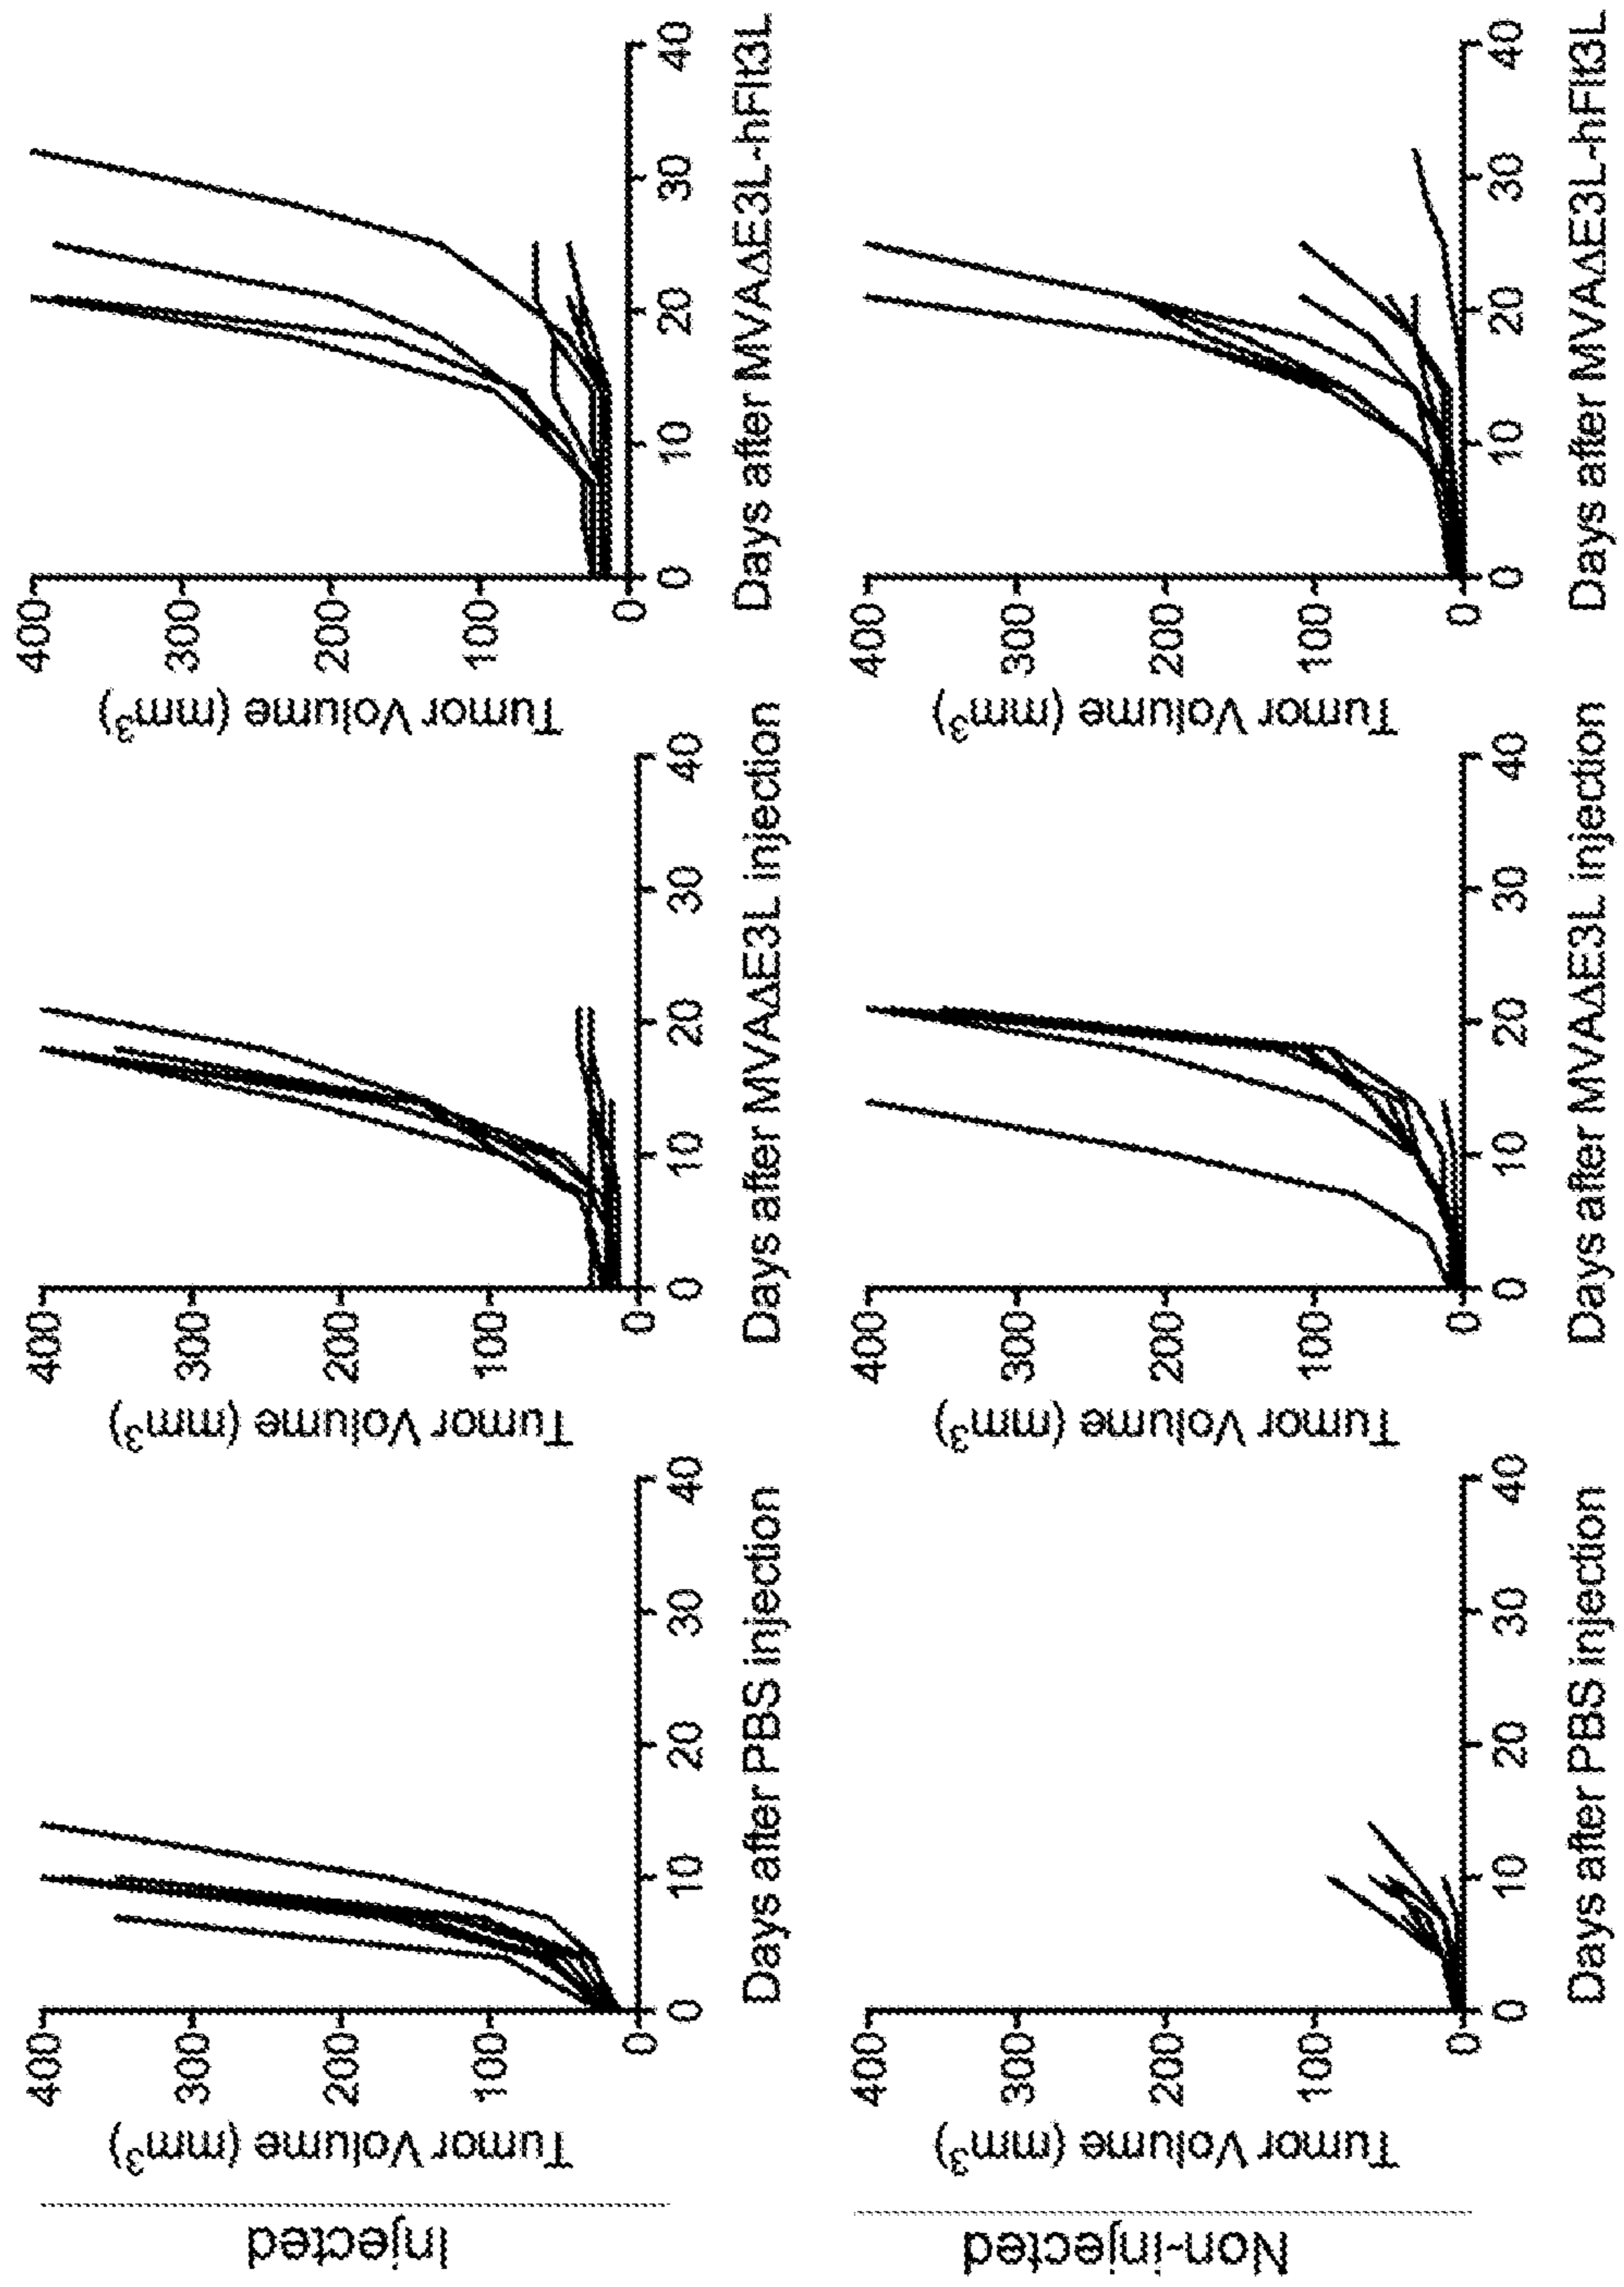 Injected
Tumor Volume (mm³)
400
300
200
100
0
0 10 20 30 40
Days after PBS injection
Tumor Volume (mm³)
400
300
200
100
0
0 10 20 30 40
Days after MVAΔE3L injection
Tumor Volume (mm³)
400
300
200
100
0
0 10 20 30 40
Days after MVAΔE3L-hFlt3L
Non-injected
Tumor Volume (mm³)
400
300
200
100
0
0 10 20 30 40
Days after PBS injection
Tumor Volume (mm³)
400
300
200
100
0
0 10 20 30 40
Days after MVAΔE3L injection
Tumor Volume (mm³)
400
300
200
100
0
0 10 20 30 40
Days after MVAΔE3L-hFlt3L